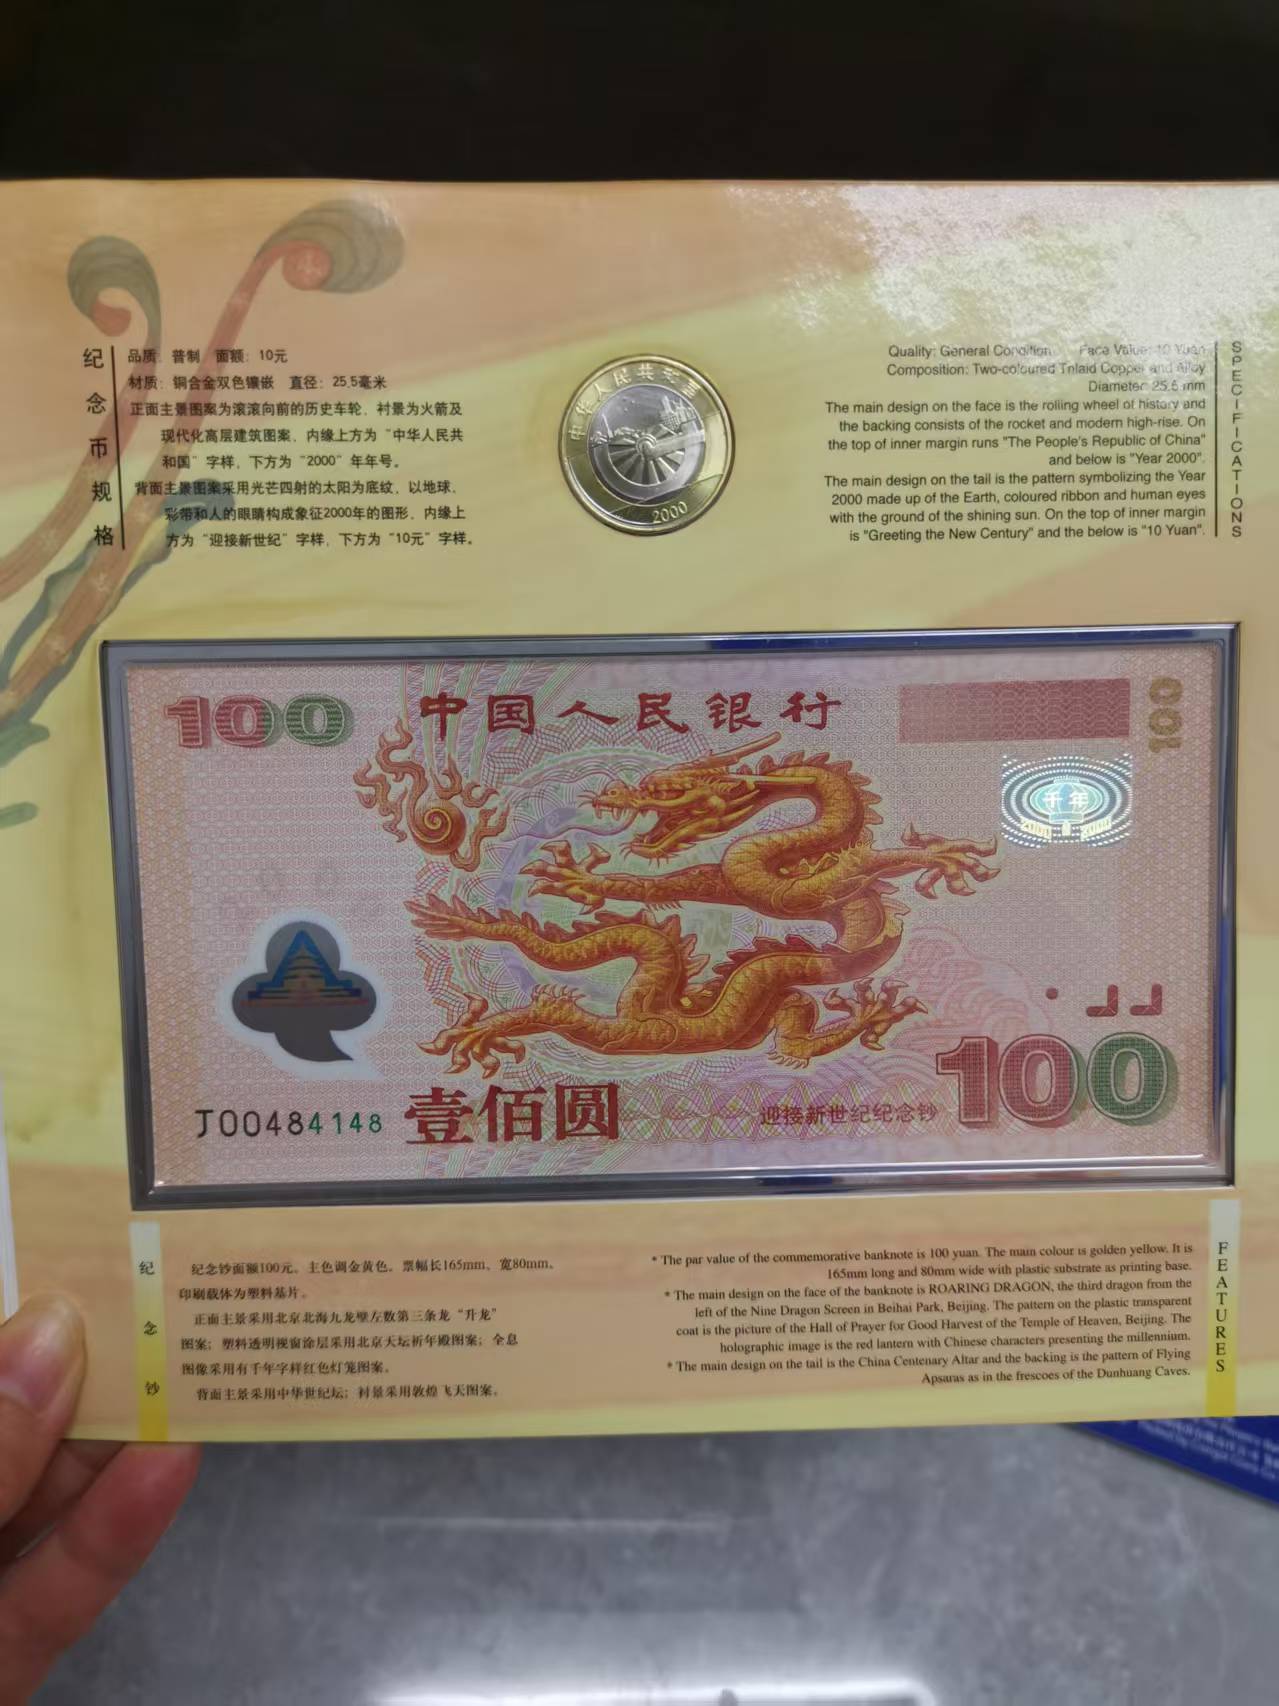 纪念币规格
品质：普制 面额：10元
材质：铜合金双色镶嵌 直径：25.5毫米
正面主景图案为滚滚向前的历史车轮，衬景为火箭及
现代化高层建筑图案，内缘上方为“中华人民共
和国”字样，下方为“2000”年年号。
背面主景图案采用光芒四射的太阳为底纹，以地球，
彩带和人的眼睛构成象征2000年的图形，内缘上
方为“迎接新世纪”字样，下方为“10元”字样。
中华人民共和国
2000
SPECIFICATIONS
Quality: General Condition Face Value: 10 Yuan
Composition: Two-coloured Tnlaid Copper and Alloy
Diameter: 25.5 mm
The main design on the face is the rolling wheel of history and
the backing consists of the rocket and modern high-rise. On
the top of inner margin runs "The People's Republic of China"
and below is "Year 2000".
The main design on the tail is the pattern symbolizing the Year
2000 made up of the Earth, coloured ribbon and human eyes
with the ground of the shining sun. On the top of inner margin
is "Greeting the New Century" and the below is "10 Yuan".
100
中国人民银行
100
千年
2000 2000
J00484148
壹佰圆
迎接新世纪纪念钞
100
纪念钞
纪念钞面额100元。主色调金黄色。票幅长165mm，宽80mm，
印刷载体为塑料基片。
正面主景采用北京北海九龙壁左数第三条龙“升龙”
图案；塑料透明视窗涂层采用北京天坛祈年殿图案；全息
图像采用有千年字样红色灯笼图案。
背面主景采用中华世纪坛；衬景采用敦煌飞天图案。
FEATURES
* The par value of the commemorative banknote is 100 yuan. The main colour is golden yellow. It is
165mm long and 80mm wide with plastic substrate as printing base.
* The main design on the face of the banknote is ROARING DRAGON, the third dragon from the
left of the Nine Dragon Screen in Beihai Park, Beijing. The pattern on the plastic transparent
coat is the picture of the Hall of Prayer for Good Harvest of the Temple of Heaven, Beijing. The
holographic image is the red lantern with Chinese characters presenting the millennium.
* The main design on the tail is the China Centenary Altar and the backing is the pattern of Flying
Apsaras as in the frescoes of the Dunhuang Caves.